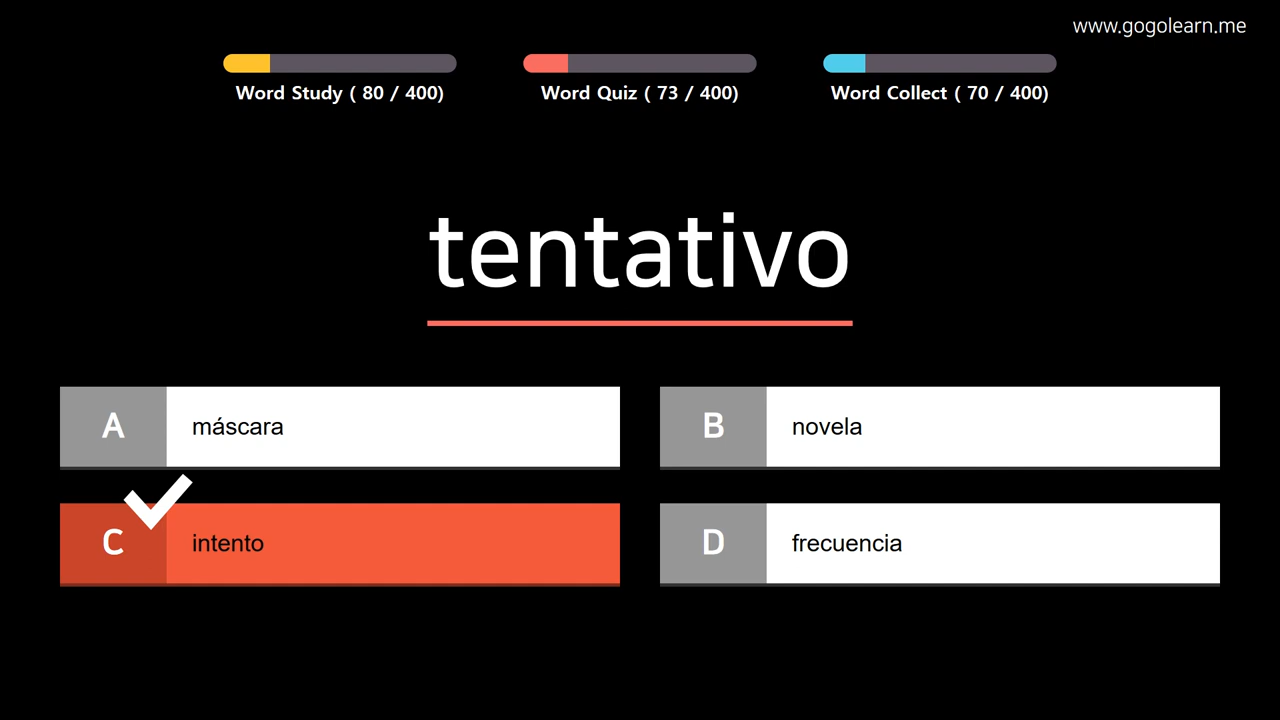 www.gogolearn.me
Word Study ( 80 / 400)
Word Quiz ( 73 / 400)
Word Collect ( 70 / 400)
tentativo
A máscara
B novela
C intento
D frecuencia